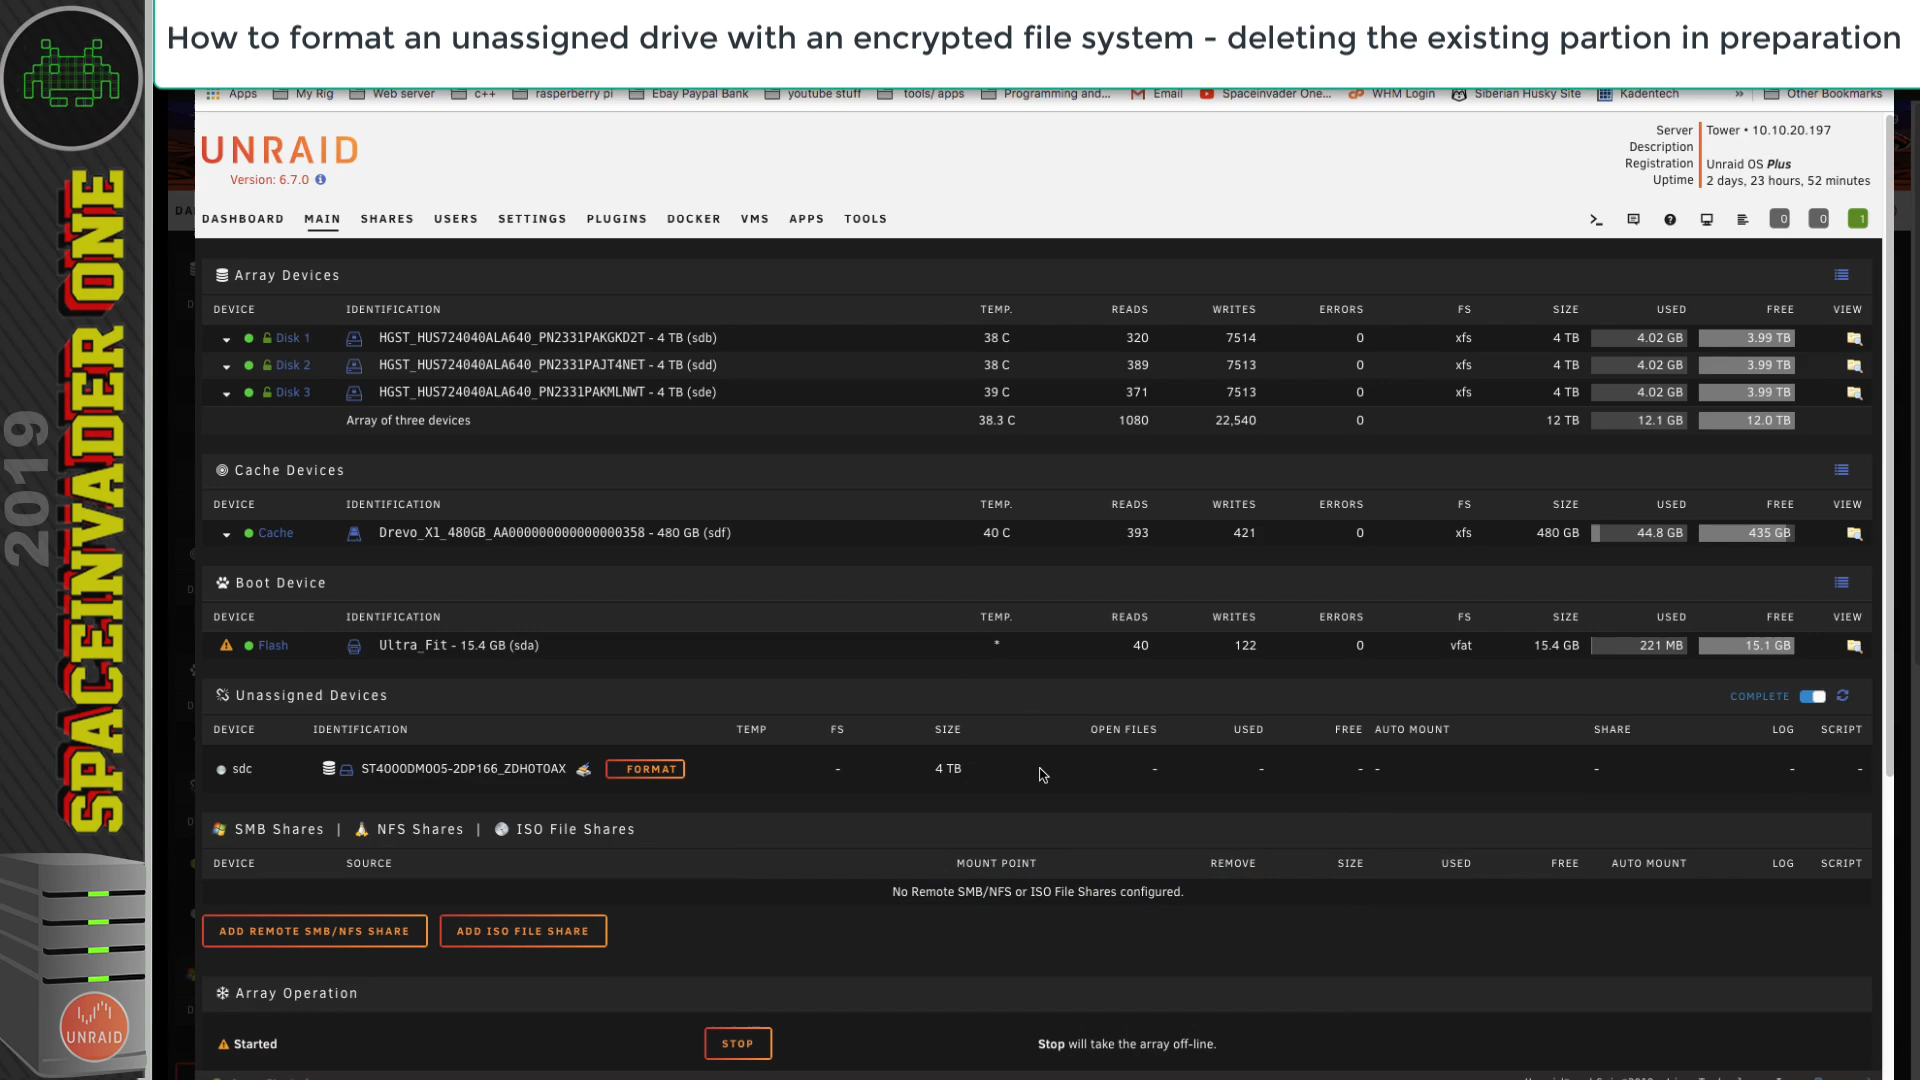 How to format an unassigned drive with an encrypted file system - deleting the existing partion in preparation
Apps My Rig Web server c++ rasperberry pi Ebay Paypal Bank youtube stuff tools/ apps Programming and... Email Spaceinvader One... WHM Login Siberian Husky Site Kadentech » Other Bookmarks
UNRAID
Version: 6.7.0
Server Tower • 10.10.20.197
Description
Registration Unraid OS Plus
Uptime 2 days, 23 hours, 52 minutes
DASHBOARD MAIN SHARES USERS SETTINGS PLUGINS DOCKER VMS APPS TOOLS 0 0 1
Array Devices
DEVICE IDENTIFICATION TEMP. READS WRITES ERRORS FS SIZE USED FREE VIEW
Disk 1 HGST_HUS724040ALA640_PN2331PAKGKD2T - 4 TB (sdb) 38 C 320 7514 0 xfs 4 TB 4.02 GB 3.99 TB
Disk 2 HGST_HUS724040ALA640_PN2331PAJT4NET - 4 TB (sdd) 38 C 389 7513 0 xfs 4 TB 4.02 GB 3.99 TB
Disk 3 HGST_HUS724040ALA640_PN2331PAKMLNWT - 4 TB (sde) 39 C 371 7513 0 xfs 4 TB 4.02 GB 3.99 TB
Array of three devices 38.3 C 1080 22,540 0 12 TB 12.1 GB 12.0 TB
Cache Devices
DEVICE IDENTIFICATION TEMP. READS WRITES ERRORS FS SIZE USED FREE VIEW
Cache Drevo_X1_480GB_AA000000000000000358 - 480 GB (sdf) 40 C 393 421 0 xfs 480 GB 44.8 GB 435 GB
Boot Device
DEVICE IDENTIFICATION TEMP. READS WRITES ERRORS FS SIZE USED FREE VIEW
Flash Ultra_Fit - 15.4 GB (sda) * 40 122 0 vfat 15.4 GB 221 MB 15.1 GB
Unassigned Devices COMPLETE
DEVICE IDENTIFICATION TEMP FS SIZE OPEN FILES USED FREE AUTO MOUNT SHARE LOG SCRIPT
sdc ST4000DM005-2DP166_ZDH0T0AX FORMAT - 4 TB - - - - - - -
SMB Shares | NFS Shares | ISO File Shares
DEVICE SOURCE MOUNT POINT REMOVE SIZE USED FREE AUTO MOUNT LOG SCRIPT
No Remote SMB/NFS or ISO File Shares configured.
ADD REMOTE SMB/NFS SHARE ADD ISO FILE SHARE
Array Operation
Started STOP Stop will take the array off-line.
2019
SPACEINVADER ONE
UNRAID